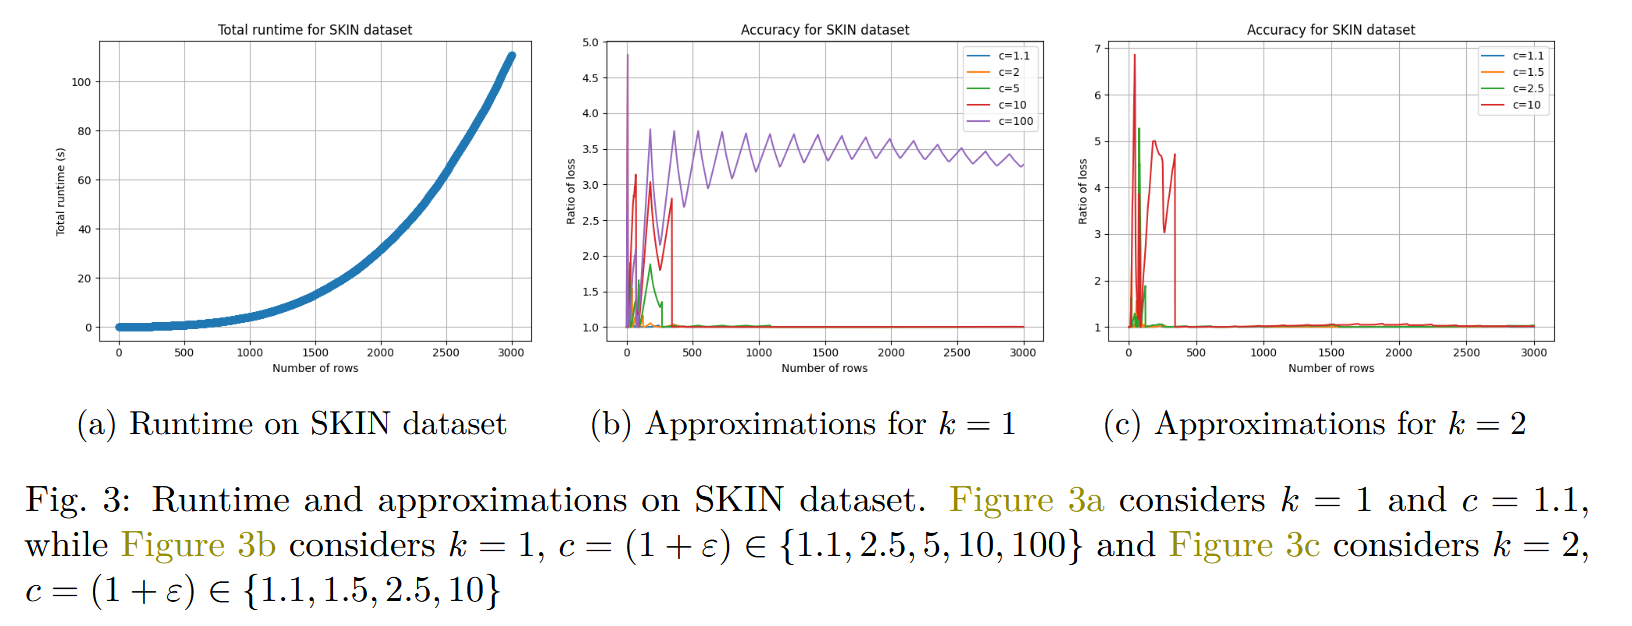 Total runtime for SKIN dataset
Total runtime (s)
100
80
60
40
20
0
0 500 1000 1500 2000 2500 3000
Number of rows
Accuracy for SKIN dataset
Ratio of loss
5.0
4.5
4.0
3.5
3.0
2.5
2.0
1.5
1.0
0 500 1000 1500 2000 2500 3000
Number of rows
c=1.1
c=2
c=5
c=10
c=100
Accuracy for SKIN dataset
Ratio of loss
7
6
5
4
3
2
1
0 500 1000 1500 2000 2500 3000
Number of rows
c=1.1
c=1.5
c=2.5
c=10
(a) Runtime on SKIN dataset
(b) Approximations for k = 1
(c) Approximations for k = 2
Fig. 3: Runtime and approximations on SKIN dataset. Figure 3a considers k = 1 and c = 1.1,
while Figure 3b considers k = 1, c = (1 + ε) ∈ {1.1, 2.5, 5, 10, 100} and Figure 3c considers k = 2,
c = (1 + ε) ∈ {1.1, 1.5, 2.5, 10}